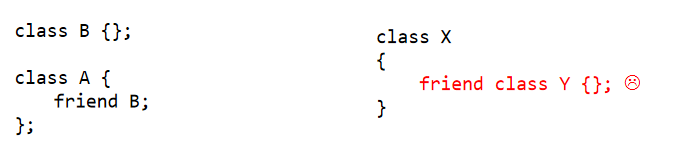 class B {};
class A {
    friend B;
};
class X
{
    friend class Y {}; ☹
}